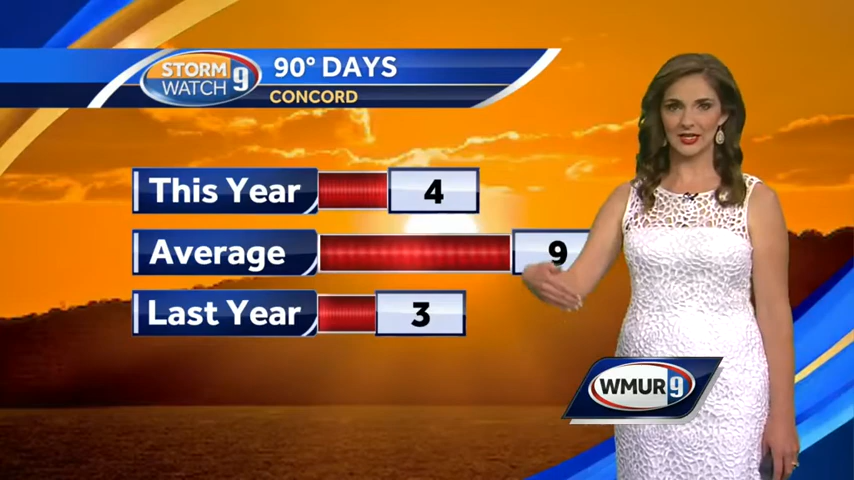 STORM
WATCH 9
90° DAYS
CONCORD
This Year 4
Average 9
Last Year 3
WMUR 9